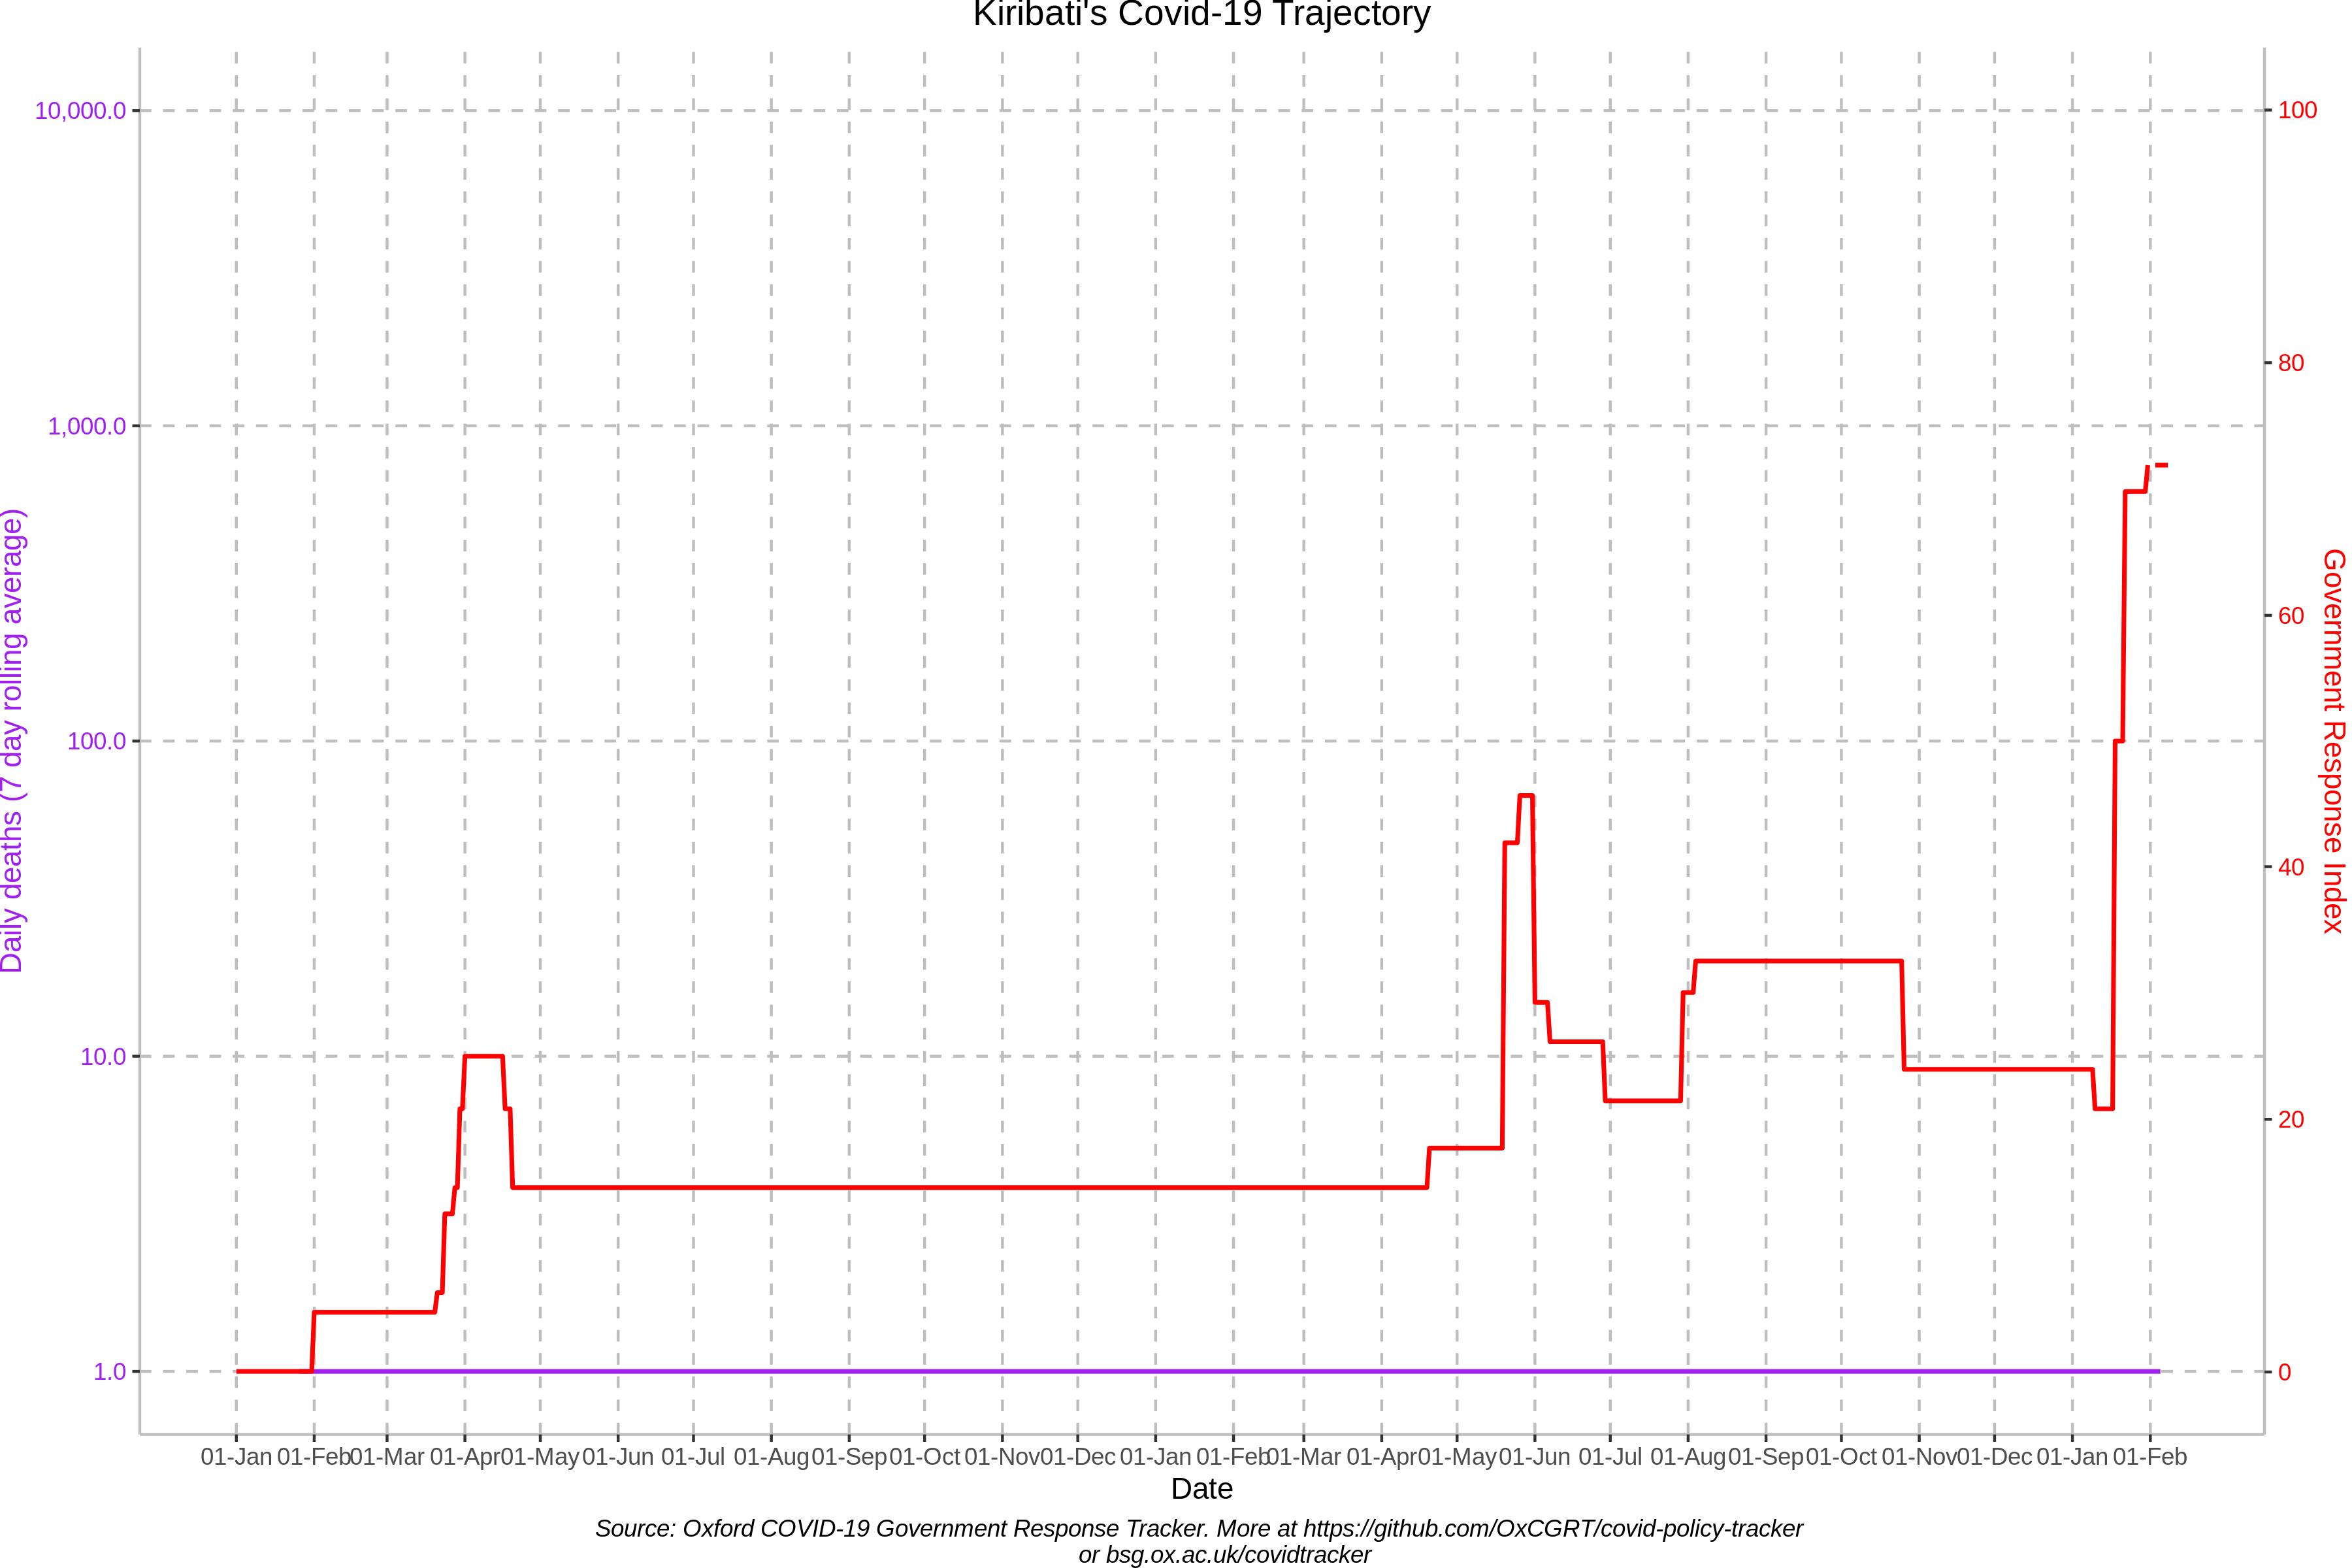 Kiribati's Covid-19 Trajectory
10,000.0
1,000.0
100.0
10.0
1.0
Daily deaths (7 day rolling average)
100
80
60
40
20
0
Government Response Index
01-Jan 01-Feb 01-Mar 01-Apr 01-May 01-Jun 01-Jul 01-Aug 01-Sep 01-Oct 01-Nov 01-Dec 01-Jan 01-Feb 01-Mar 01-Apr 01-May 01-Jun 01-Jul 01-Aug 01-Sep 01-Oct 01-Nov 01-Dec 01-Jan 01-Feb
Date
Source: Oxford COVID-19 Government Response Tracker. More at https://github.com/OxCGRT/covid-policy-tracker
or bsg.ox.ac.uk/covidtracker